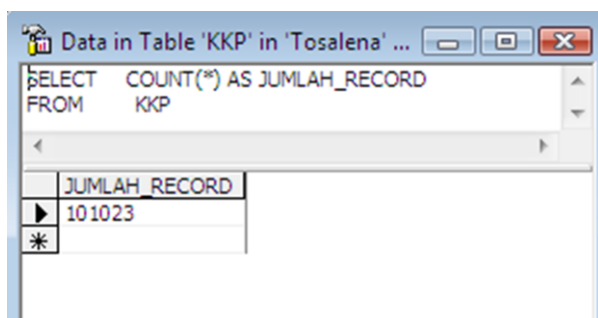 Data in Table 'KKP' in 'Tosalena' ...
SELECT COUNT(*) AS JUMLAH_RECORD
FROM KKP
JUMLAH_RECORD
101023